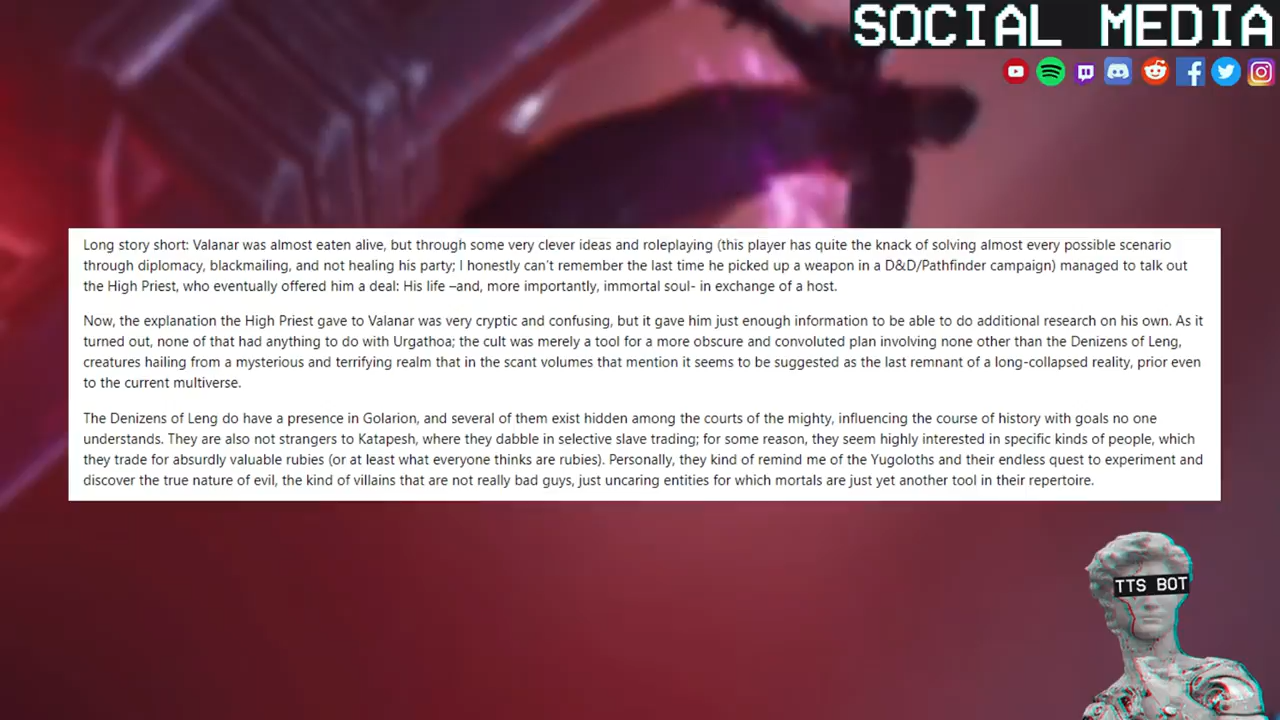 SOCIAL MEDIA
Long story short: Valanar was almost eaten alive, but through some very clever ideas and roleplaying (this player has quite the knack of solving almost every possible scenario
through diplomacy, blackmailing, and not healing his party; I honestly can't remember the last time he picked up a weapon in a D&D/Pathfinder campaign) managed to talk out
the High Priest, who eventually offered him a deal: His life –and, more importantly, immortal soul- in exchange of a host.
Now, the explanation the High Priest gave to Valanar was very cryptic and confusing, but it gave him just enough information to be able to do additional research on his own. As it
turned out, none of that had anything to do with Urgathoa; the cult was merely a tool for a more obscure and convoluted plan involving none other than the Denizens of Leng,
creatures hailing from a mysterious and terrifying realm that in the scant volumes that mention it seems to be suggested as the last remnant of a long-collapsed reality, prior even
to the current multiverse.
The Denizens of Leng do have a presence in Golarion, and several of them exist hidden among the courts of the mighty, influencing the course of history with goals no one
understands. They are also not strangers to Katapesh, where they dabble in selective slave trading; for some reason, they seem highly interested in specific kinds of people, which
they trade for absurdly valuable rubies (or at least what everyone thinks are rubies). Personally, they kind of remind me of the Yugoloths and their endless quest to experiment and
discover the true nature of evil, the kind of villains that are not really bad guys, just uncaring entities for which mortals are just yet another tool in their repertoire.
TTS BOT